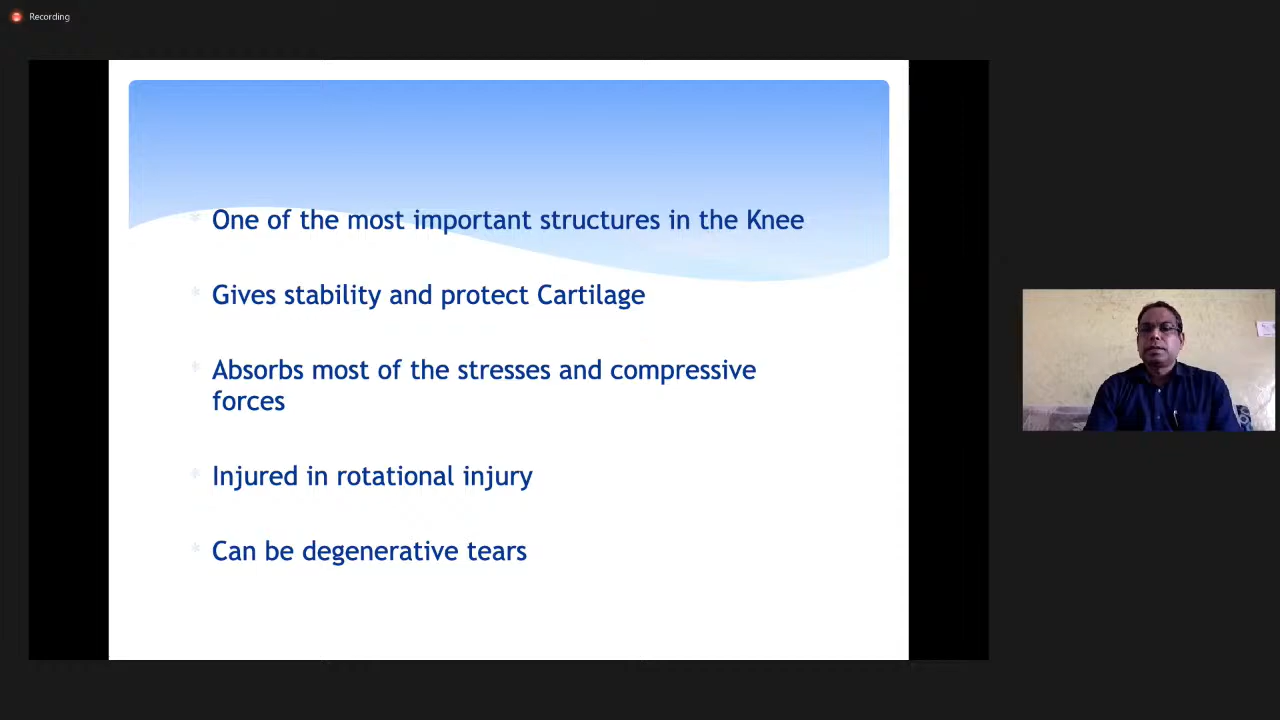 Recording
* One of the most important structures in the Knee
* Gives stability and protect Cartilage
* Absorbs most of the stresses and compressive
forces
* Injured in rotational injury
* Can be degenerative tears